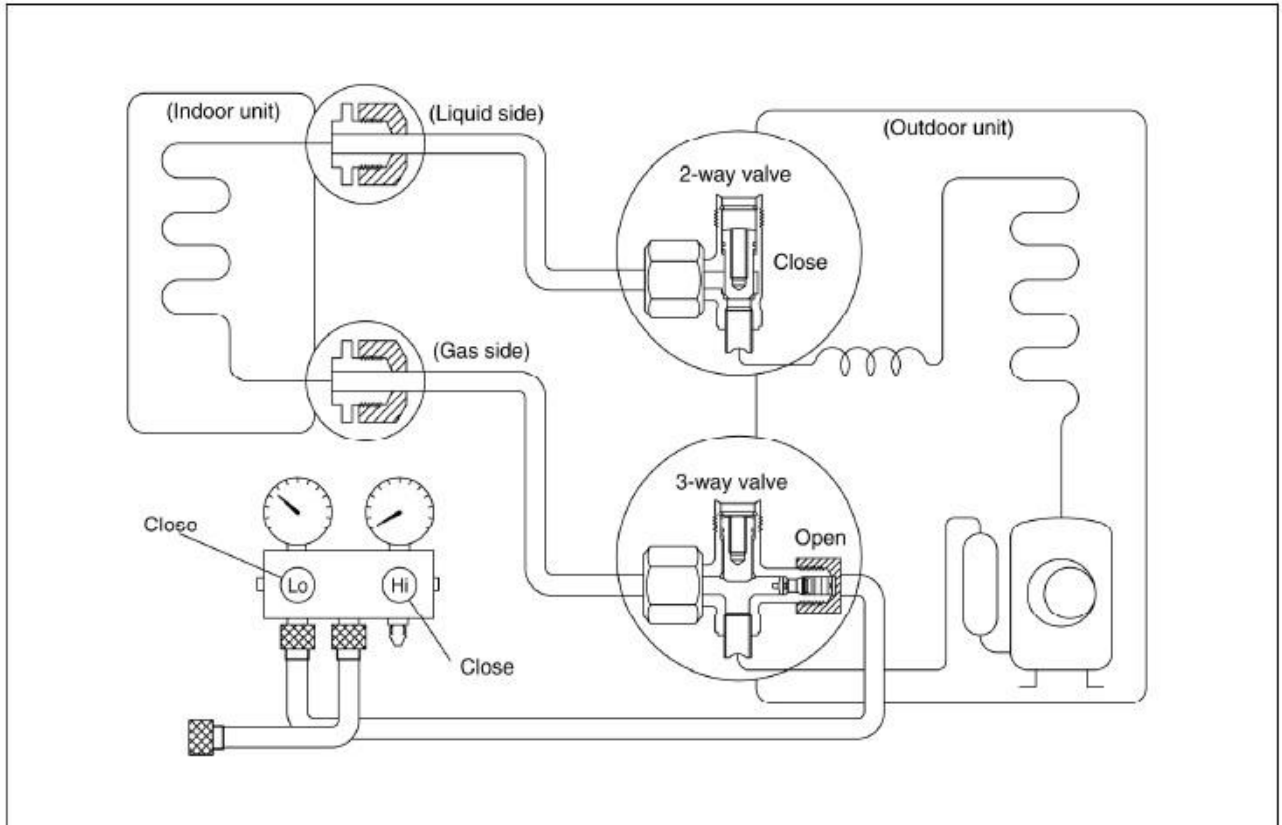 (Indoor unit)
(Liquid side)
(Outdoor unit)
2-way valve
Close
(Gas side)
3-way valve
Open
Close
Lo
Hi
Close